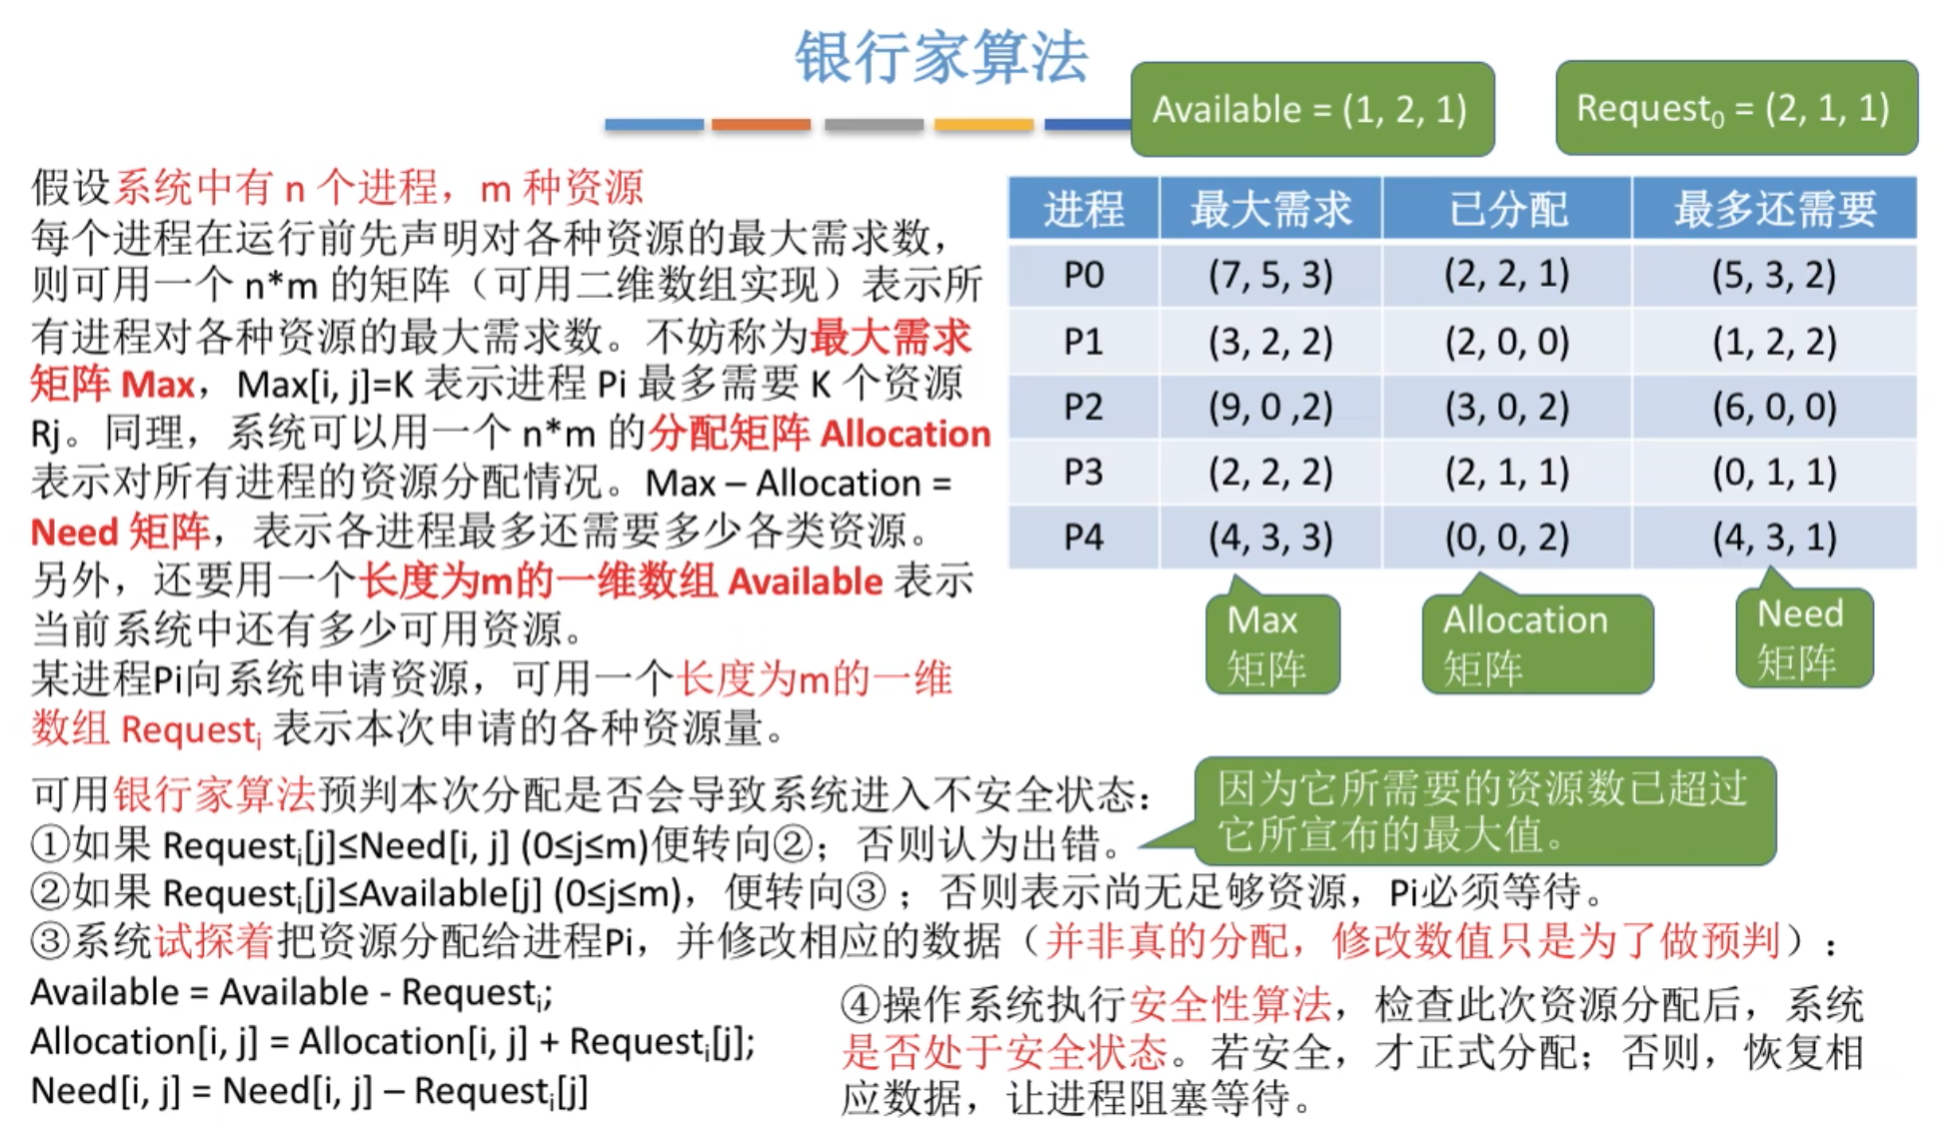 银行家算法
Available = (1, 2, 1)
Request₀ = (2, 1, 1)
假设系统中有 n 个进程，m 种资源
每个进程在运行前先声明对各种资源的最大需求数，
则可用一个 n*m 的矩阵（可用二维数组实现）表示所
有进程对各种资源的最大需求数。不妨称为最大需求
矩阵 Max，Max[i, j]=K 表示进程 Pi 最多需要 K 个资源
Rj。同理，系统可以用一个 n*m 的分配矩阵 Allocation
表示对所有进程的资源分配情况。Max – Allocation =
Need 矩阵，表示各进程最多还需要多少各类资源。
另外，还要用一个长度为m的一维数组 Available 表示
当前系统中还有多少可用资源。
某进程Pi向系统申请资源，可用一个长度为m的一维
数组 Requestᵢ 表示本次申请的各种资源量。
进程 最大需求 已分配 最多还需要
P0 (7, 5, 3) (2, 2, 1) (5, 3, 2)
P1 (3, 2, 2) (2, 0, 0) (1, 2, 2)
P2 (9, 0 ,2) (3, 0, 2) (6, 0, 0)
P3 (2, 2, 2) (2, 1, 1) (0, 1, 1)
P4 (4, 3, 3) (0, 0, 2) (4, 3, 1)
Max
矩阵
Allocation
矩阵
Need
矩阵
可用银行家算法预判本次分配是否会导致系统进入不安全状态：
①如果 Requestᵢ[j]≤Need[i, j] (0≤j≤m)便转向②；否则认为出错。
因为它所需要的资源数已超过
它所宣布的最大值。
②如果 Requestᵢ[j]≤Available[j] (0≤j≤m)，便转向③；否则表示尚无足够资源，Pi必须等待。
③系统试探着把资源分配给进程Pi，并修改相应的数据（并非真的分配，修改数值只是为了做预判）：
Available = Available - Requestᵢ;
Allocation[i, j] = Allocation[i, j] + Requestᵢ[j];
Need[i, j] = Need[i, j] – Requestᵢ[j]
④操作系统执行安全性算法，检查此次资源分配后，系统
是否处于安全状态。若安全，才正式分配；否则，恢复相
应数据，让进程阻塞等待。